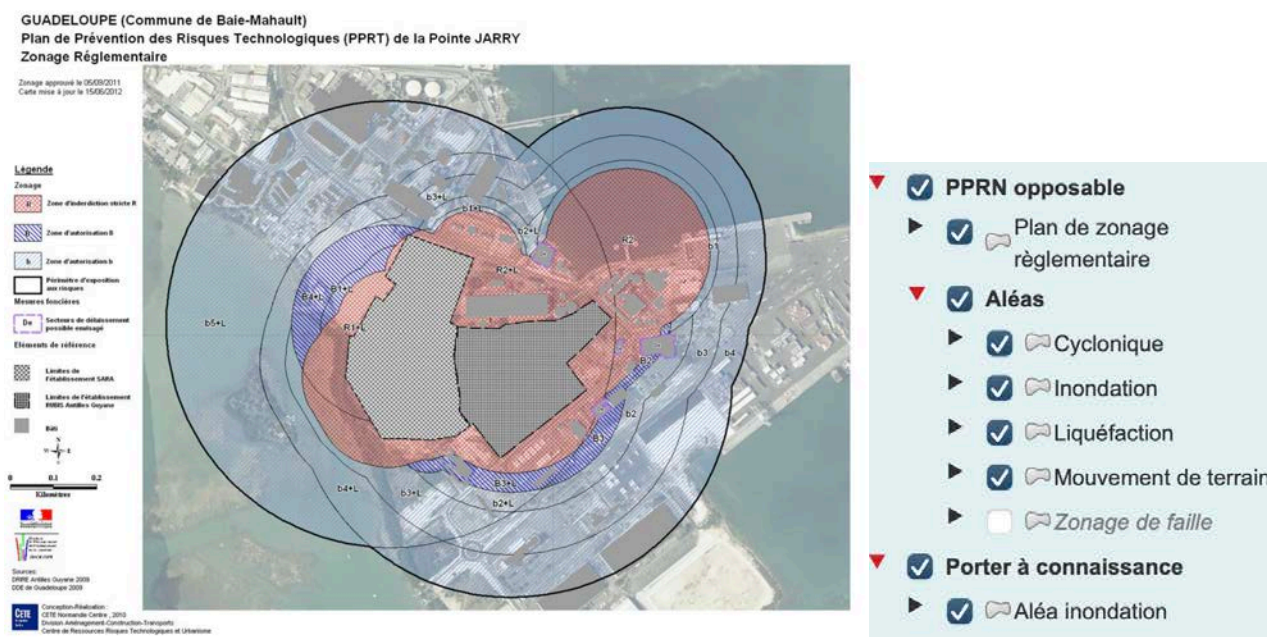 GUADELOUPE (Commune de Baie-Mahault)
Plan de Prévention des Risques Technologiques (PPRT) de la Pointe JARRY
Zonage Réglementaire
Zonage approuvé le 05/09/2011
Carte mise à jour le 15/06/2012
Légende
Zonage
R Zone d'interdiction stricte R
B Zone d'autorisation B
b Zone d'autorisation b
Périmètre d'exposition
aux risques
Mesures foncières
De Secteurs de délaissement
possible envisagé
Eléments de référence
Limites de
l'établissement SARA
Limites de l'établissement
RUBIS Antilles Guyane
Bâti
N
0 0.1 0.2
Kilomètres
Sources:
DRIRE Antilles Guyane 2009
DDE de Guadeloupe 2009
CETE
Conception-Réalisation :
CETE Normandie Centre , 2010
Division Aménagement-Construction-Transports
Centre de Ressources Risques Technologiques et Urbanisme
b3+L
b1+L
b2+L
R2
b1
R2+L
B1+L
B4+L
b5+L
R1+L
B2
b3
b4
b2
B3
B3+L
b4+L
b3+L
b2+L
PPRN opposable
Plan de zonage
règlementaire
Aléas
Cyclonique
Inondation
Liquéfaction
Mouvement de terrain
Zonage de faille
Porter à connaissance
Aléa inondation